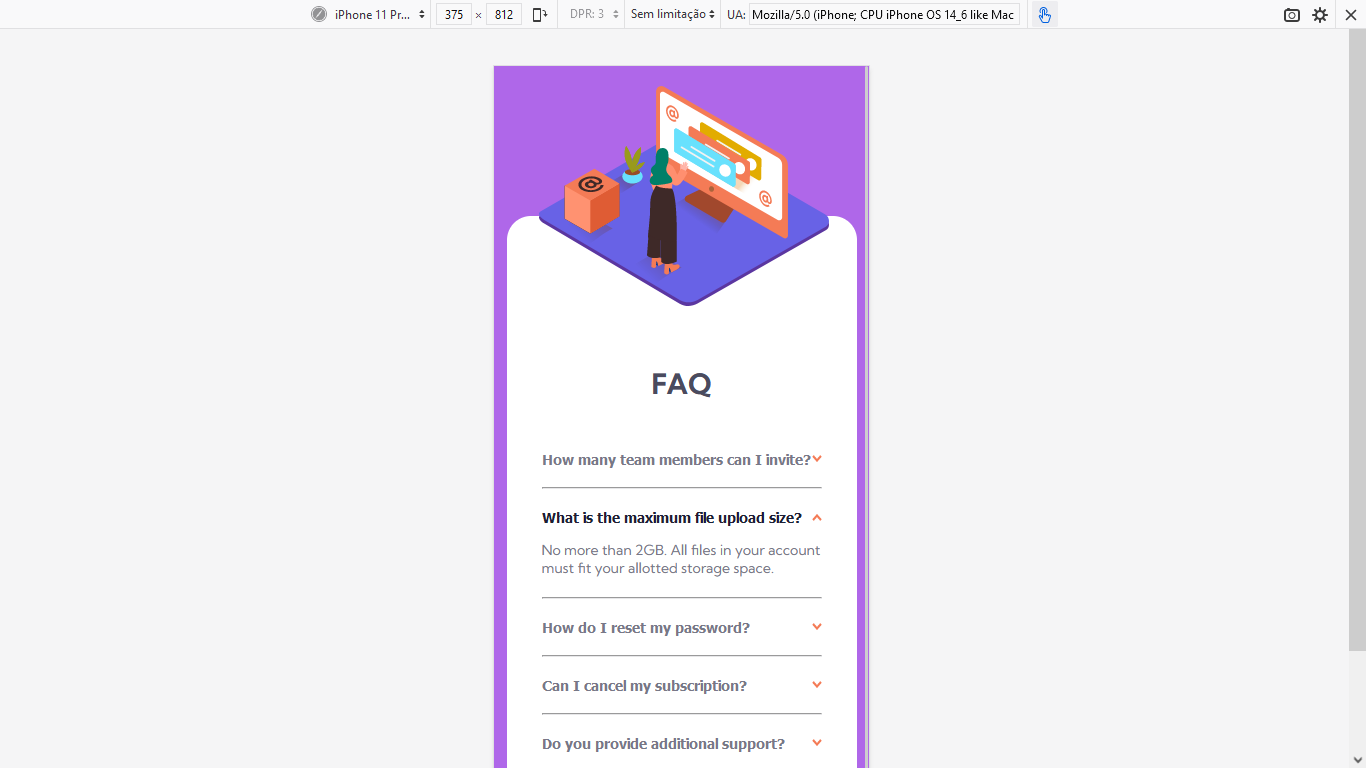 iPhone 11 Pr... 375 × 812 DPR: 3 Sem limitação UA: Mozilla/5.0 (iPhone; CPU iPhone OS 14_6 like Mac
@
@
@
FAQ
How many team members can I invite?
What is the maximum file upload size?
No more than 2GB. All files in your account
must fit your allotted storage space.
How do I reset my password?
Can I cancel my subscription?
Do you provide additional support?